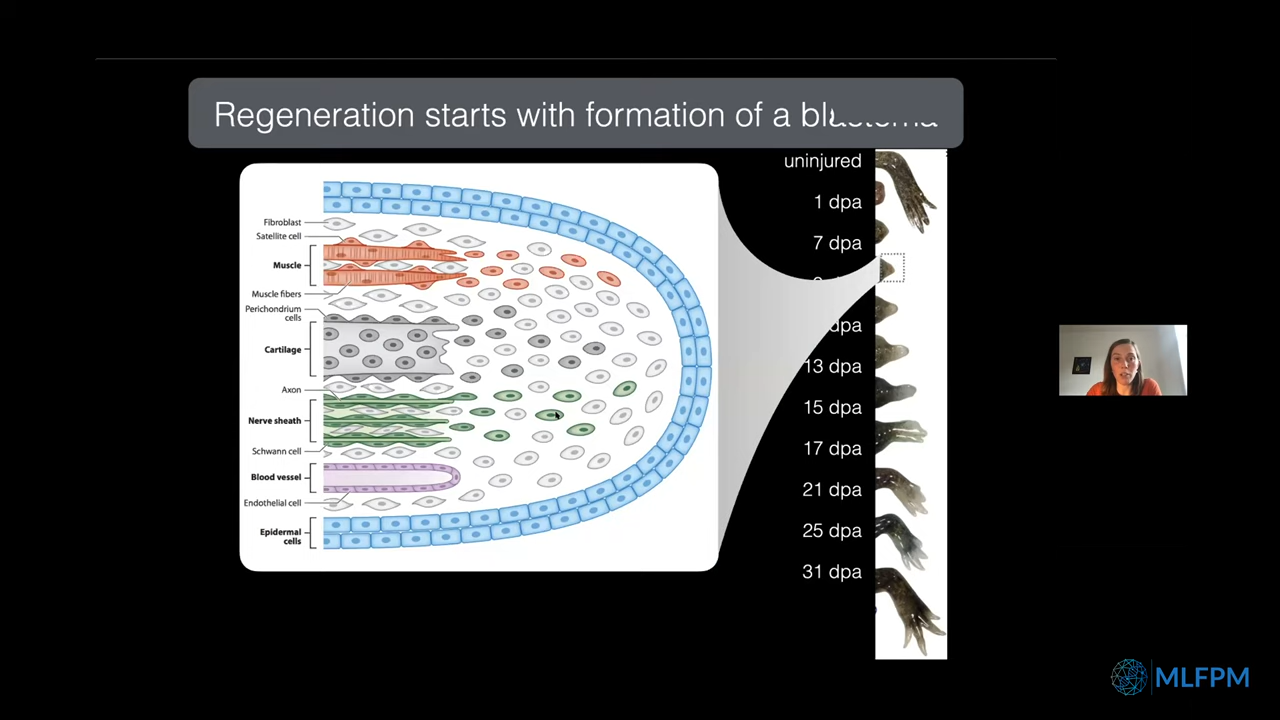 Regeneration starts with formation of a
uninjured
1 dpa
7 dpa
dpa
13 dpa
15 dpa
17 dpa
21 dpa
25 dpa
31 dpa
Fibroblast
Satellite cell
Muscle
Muscle fibers
Perichondrium
cells
Cartilage
Axon
Nerve sheath
Schwann cell
Blood vessel
Endothelial cell
Epidermal
cells
MLFPM